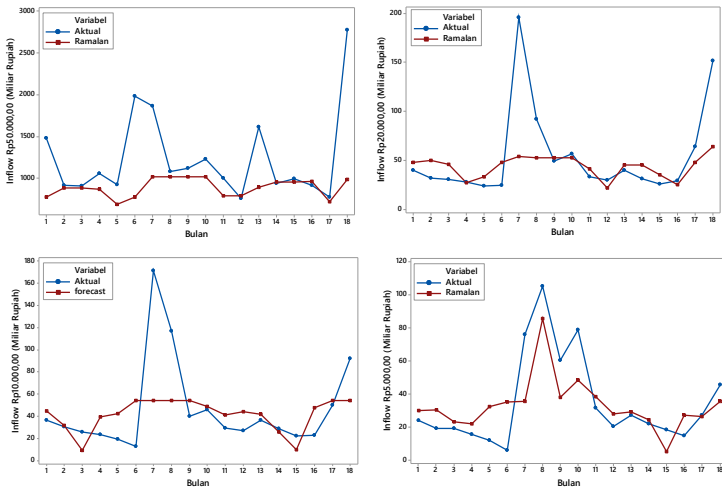 Inflow Rp50.000,00 (Miliar Rupiah)
3000
2500
2000
1500
1000
Variabel
Aktual
Ramalan
1 2 3 4 5 6 7 8 9 10 11 12 13 14 15 16 17 18
Bulan
Inflow Rp20.000,00 (Miliar Rupiah)
200
150
100
50
0
Variabel
Aktual
Ramalan
1 2 3 4 5 6 7 8 9 10 11 12 13 14 15 16 17 18
Bulan
Inflow Rp10.000,00 (Miliar Rupiah)
180
160
140
120
100
80
60
40
20
0
Variabel
Aktual
forecast
1 2 3 4 5 6 7 8 9 10 11 12 13 14 15 16 17 18
Bulan
Inflow Rp5.000,00 (Miliar Rupiah)
120
100
80
60
40
20
0
Variabel
Aktual
Ramalan
1 2 3 4 5 6 7 8 9 10 11 12 13 14 15 16 17 18
Bulan